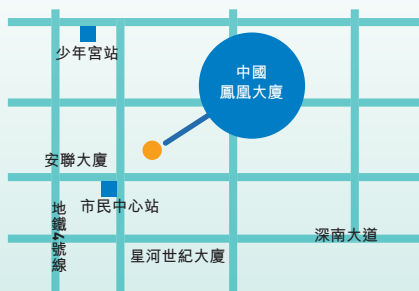 少年宮站
中國
鳳凰大廈
安聯大廈
市民中心站
地鐵4號線
深南大道
星河世紀大廈